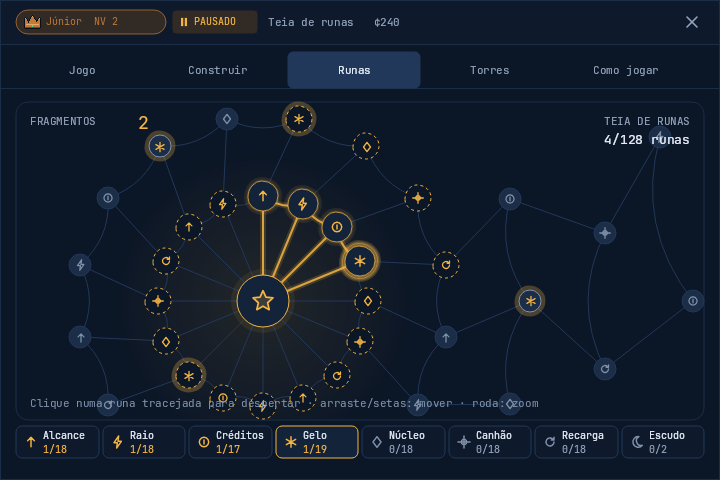 Júnior NV 2
PAUSADO
Teia de runas ₵240
Jogo
Construir
Runas
Torres
Como jogar
FRAGMENTOS 2
TEIA DE RUNAS
4/128 runas
Clique numa runa tracejada para despertar · arraste/setas: mover · roda: zoom
Alcance
1/18
Raio
1/18
Créditos
1/17
Gelo
1/19
Núcleo
0/18
Canhão
0/18
Recarga
0/18
Escudo
0/2